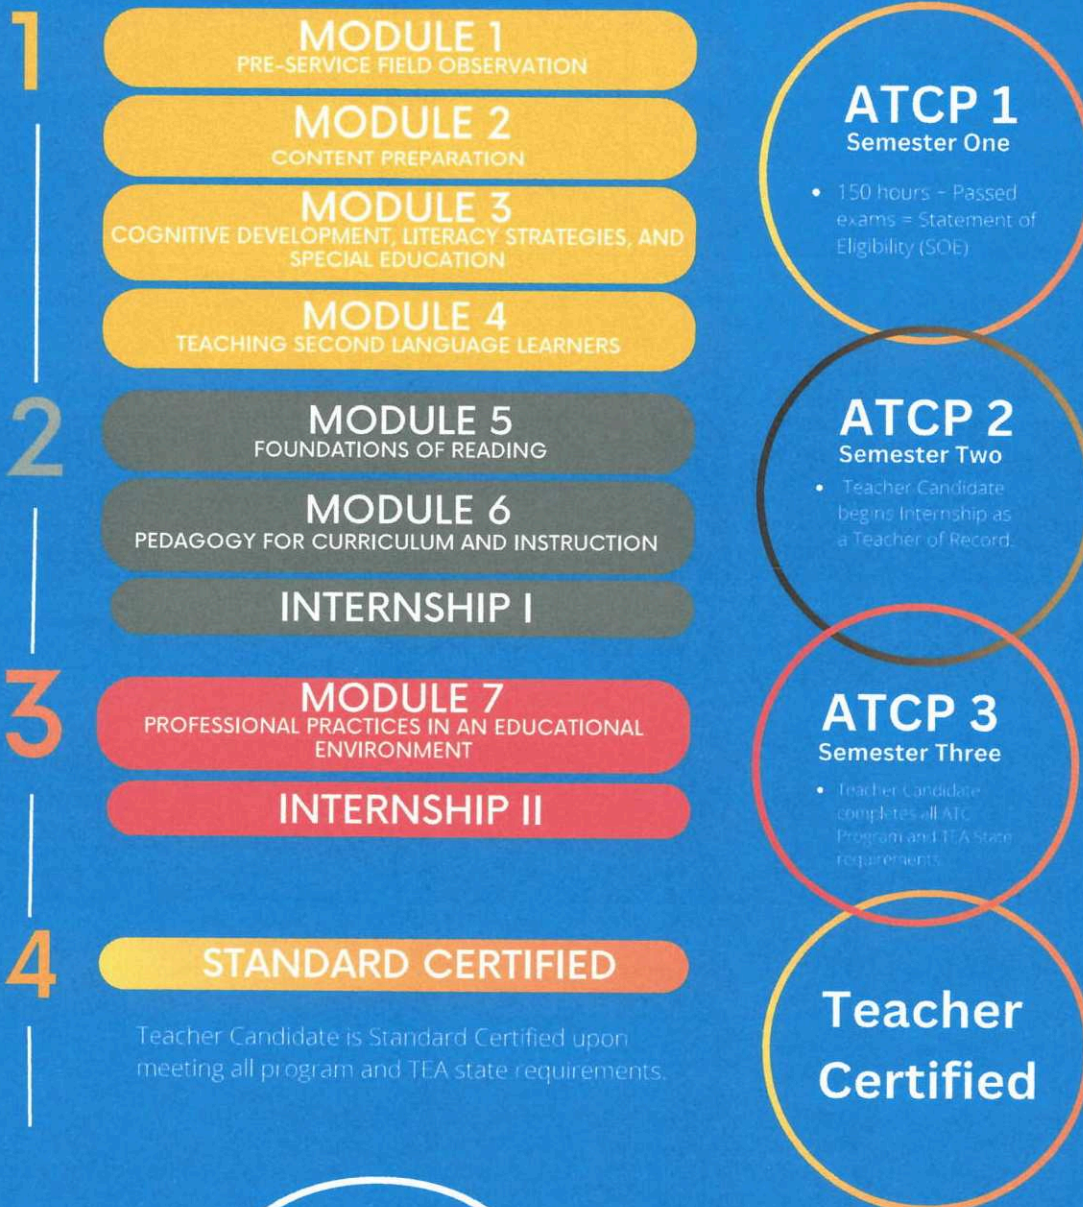 1
MODULE 1
PRE-SERVICE FIELD OBSERVATION
MODULE 2
CONTENT PREPARATION
MODULE 3
COGNITIVE DEVELOPMENT, LITERACY STRATEGIES, AND
SPECIAL EDUCATION
MODULE 4
TEACHING SECOND LANGUAGE LEARNERS
ATCP 1
Semester One
• 150 hours - Passed
exams = Statement of
Eligibility (SOE)
2
MODULE 5
FOUNDATIONS OF READING
MODULE 6
PEDAGOGY FOR CURRICULUM AND INSTRUCTION
INTERNSHIP I
ATCP 2
Semester Two
• Teacher Candidate
begins Internship as
a Teacher of Record.
3
MODULE 7
PROFESSIONAL PRACTICES IN AN EDUCATIONAL
ENVIRONMENT
INTERNSHIP II
ATCP 3
Semester Three
• Teacher Candidate
completes all ATC
Program and TEA State
requirements
4
STANDARD CERTIFIED
Teacher Candidate is Standard Certified upon
meeting all program and TEA state requirements.
Teacher
Certified